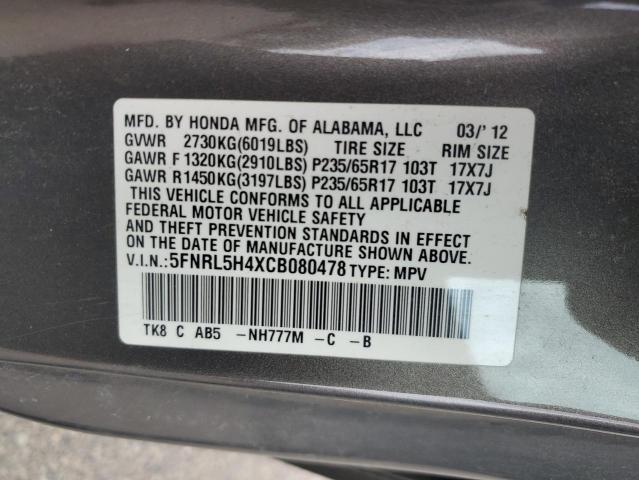 MFD. BY HONDA MFG. OF ALABAMA, LLC 03/'12
GVWR 2730KG(6019LBS) TIRE SIZE RIM SIZE
GAWR F 1320KG(2910LBS) P235/65R17 103T 17X7J
GAWR R1450KG(3197LBS) P235/65R17 103T 17X7J
THIS VEHICLE CONFORMS TO ALL APPLICABLE
FEDERAL MOTOR VEHICLE SAFETY
AND THEFT PREVENTION STANDARDS IN EFFECT
ON THE DATE OF MANUFACTURE SHOWN ABOVE.
V.I.N.:5FNRL5H4XCB080478 TYPE: MPV
TK8 C AB5 -NH777M -C -B